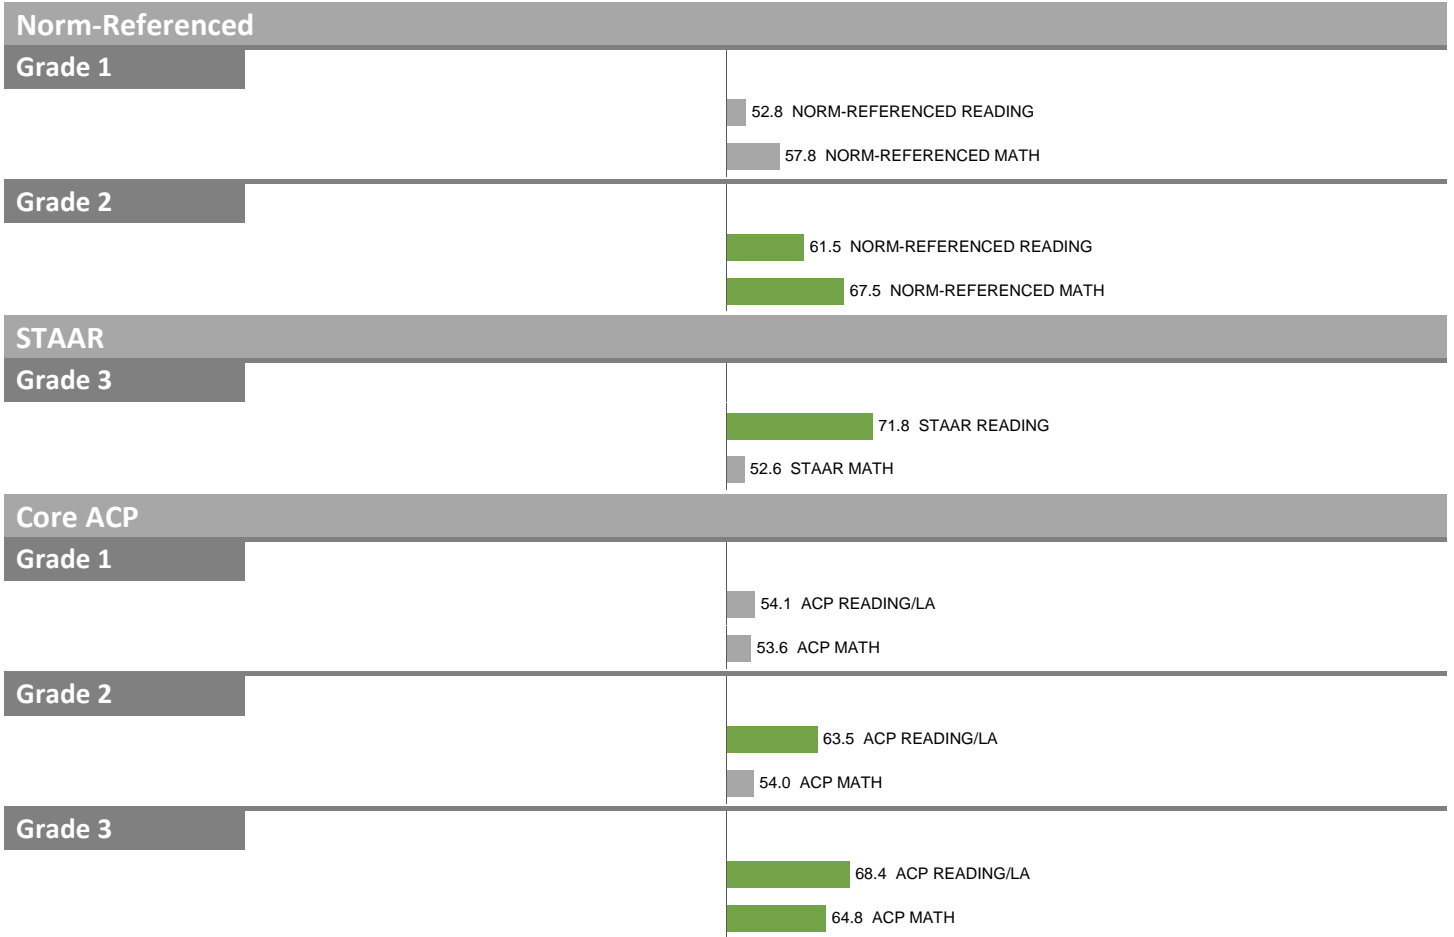 Norm-Referenced
Grade 1
52.8 NORM-REFERENCED READING
57.8 NORM-REFERENCED MATH
Grade 2
61.5 NORM-REFERENCED READING
67.5 NORM-REFERENCED MATH
STAAR
Grade 3
71.8 STAAR READING
52.6 STAAR MATH
Core ACP
Grade 1
54.1 ACP READING/LA
53.6 ACP MATH
Grade 2
63.5 ACP READING/LA
54.0 ACP MATH
Grade 3
68.4 ACP READING/LA
64.8 ACP MATH